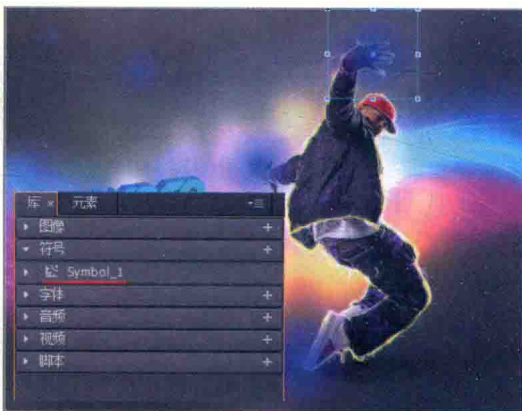 库 × 元素
图像 +
符号 +
Symbol_1
字体 +
音频 +
视频 +
脚本 +